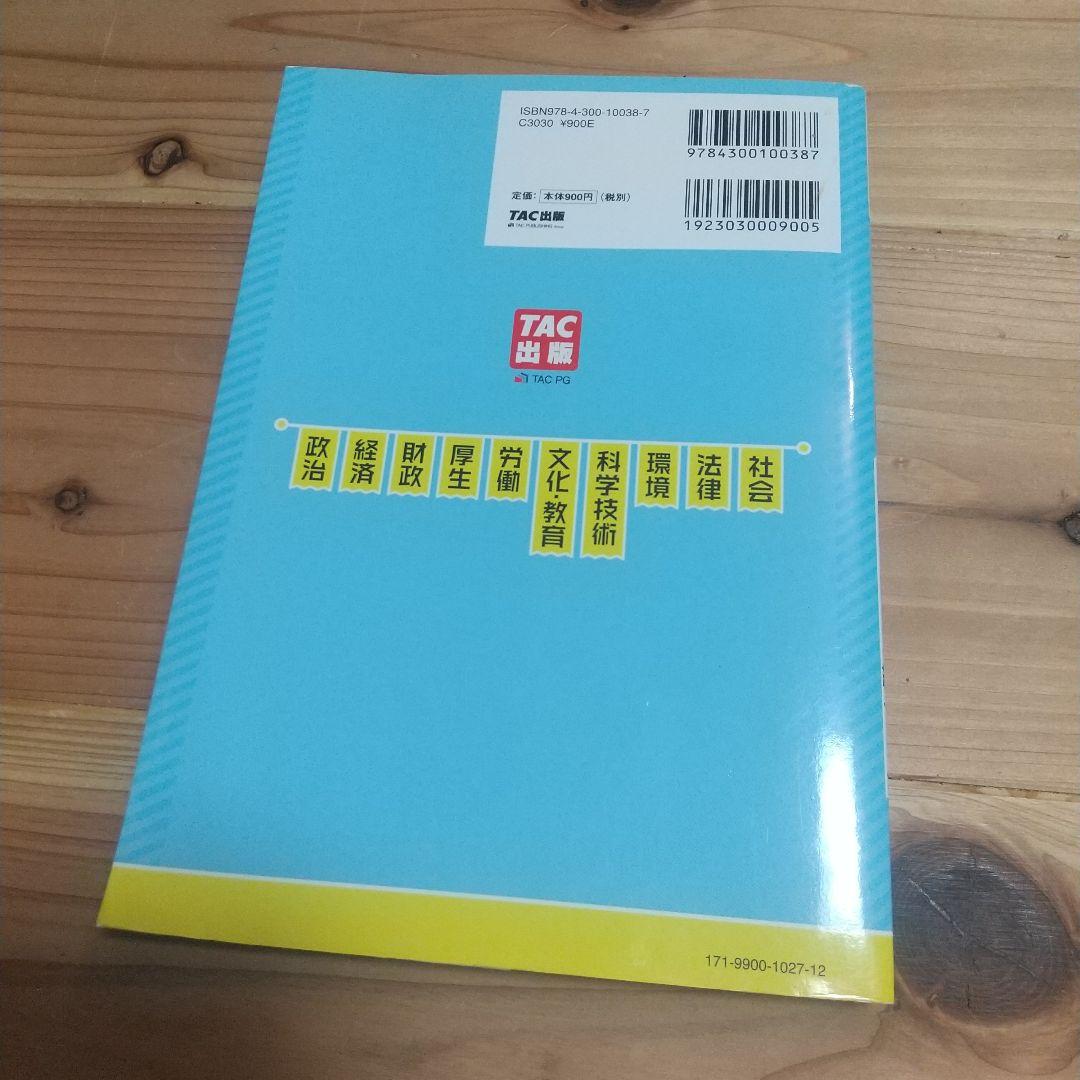 ISBN978-4-300-10038-7
C3030 ¥900E
9784300100387
定価：本体900円（税別）
TAC出版
TAC PUBLISHING Group
1923030009005
TAC
出版
TAC PG
政治
経済
財政
厚生
労働
文化・教育
科学技術
環境
法律
社会
171-9900-1027-12